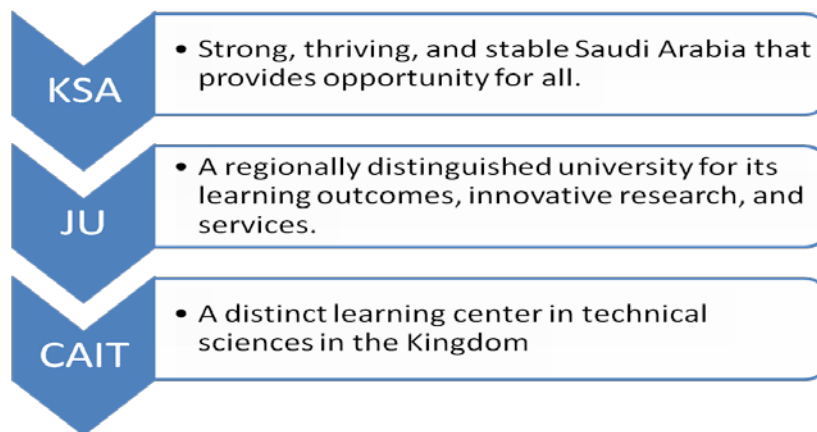 KSA
• Strong, thriving, and stable Saudi Arabia that
provides opportunity for all.
JU
• A regionally distinguished university for its
learning outcomes, innovative research, and
services.
CAIT
• A distinct learning center in technical
sciences in the Kingdom